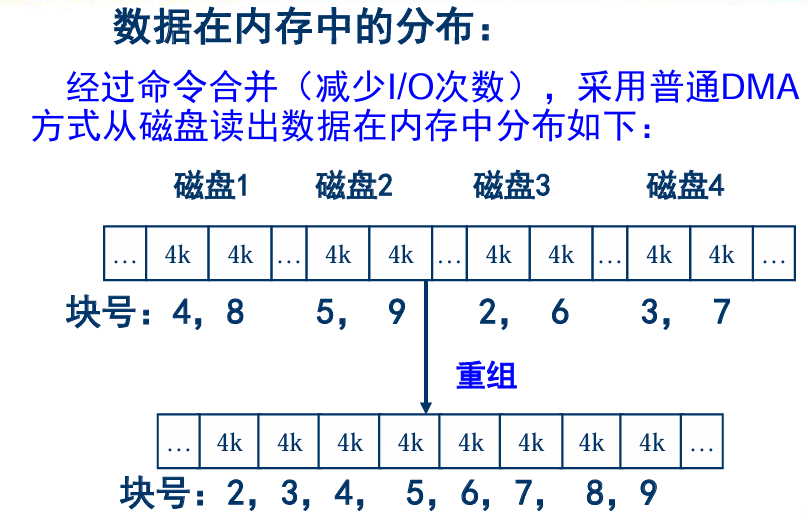 数据在内存中的分布：
经过命令合并（减少I/O次数），采用普通DMA
方式从磁盘读出数据在内存中分布如下：
磁盘1 磁盘2 磁盘3 磁盘4
… 4k 4k … 4k 4k … 4k 4k … 4k 4k …
块号：4，8 5， 9 2， 6 3， 7
重组
… 4k 4k 4k 4k 4k 4k 4k 4k …
块号：2，3，4， 5，6，7， 8，9